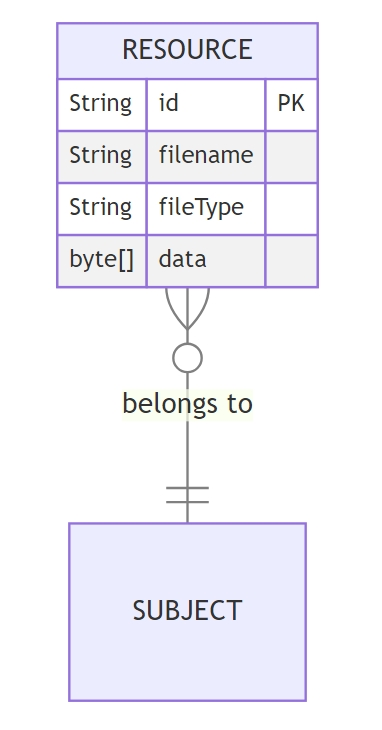 RESOURCE
String id PK
String filename
String fileType
byte[] data
belongs to
SUBJECT